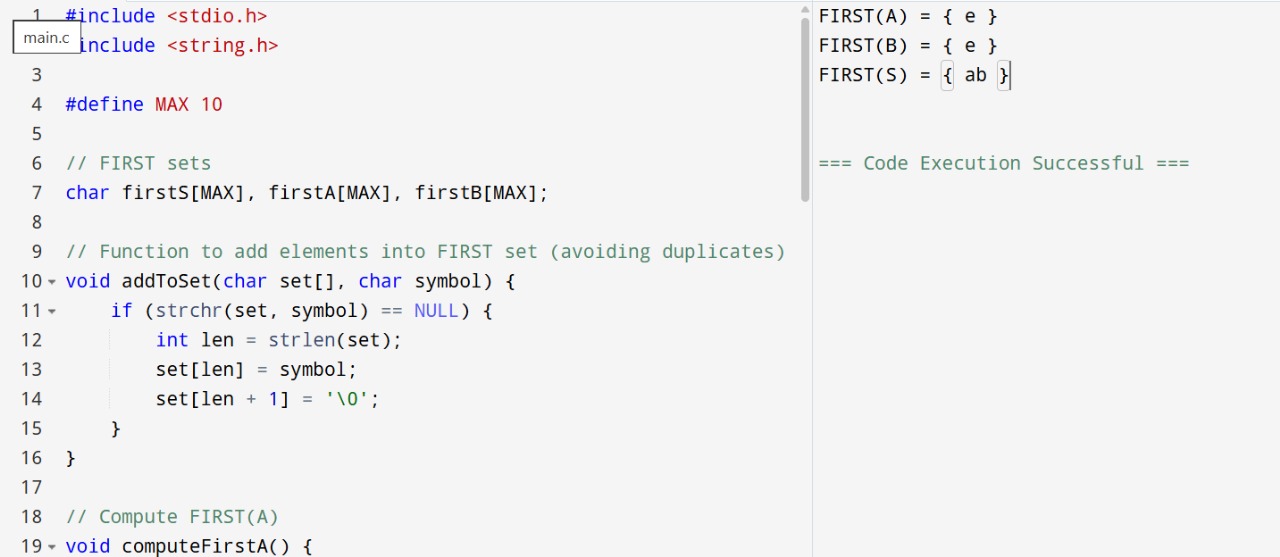 1 #include <stdio.h>
main.c
include <string.h>
3
4 #define MAX 10
5
6 // FIRST sets
7 char firstS[MAX], firstA[MAX], firstB[MAX];
8
9 // Function to add elements into FIRST set (avoiding duplicates)
10 void addToSet(char set[], char symbol) {
11     if (strchr(set, symbol) == NULL) {
12         int len = strlen(set);
13         set[len] = symbol;
14         set[len + 1] = '\0';
15     }
16 }
17
18 // Compute FIRST(A)
19 void computeFirstA() {
FIRST(A) = { e }
FIRST(B) = { e }
FIRST(S) = { ab }
=== Code Execution Successful ===